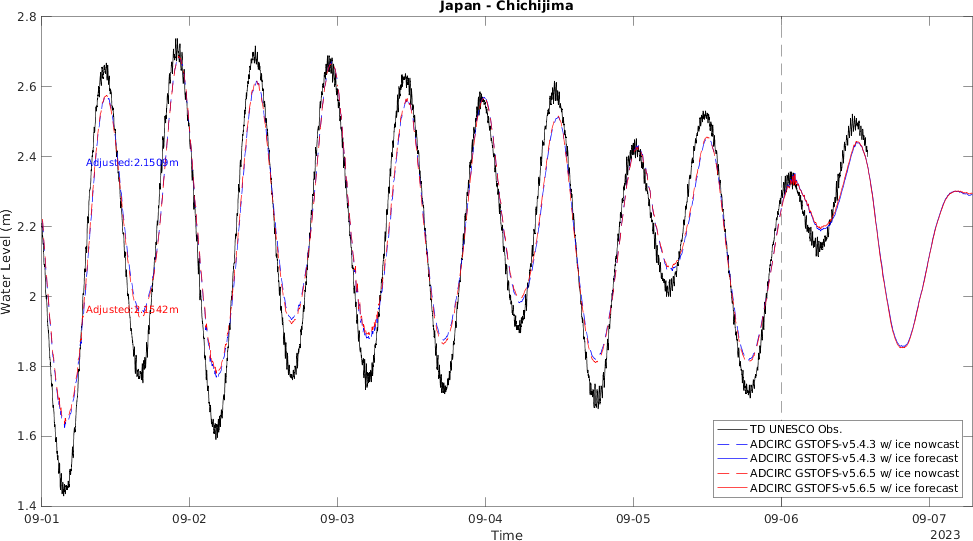 Japan - Chichijima
2.8
2.6
2.4
2.2
2
1.8
1.6
1.4
Water Level (m)
Adjusted:2.1509m
Adjusted:2.1542m
TD UNESCO Obs.
ADCIRC GSTOFS-v5.4.3 w/ ice nowcast
ADCIRC GSTOFS-v5.4.3 w/ ice forecast
ADCIRC GSTOFS-v5.6.5 w/ ice nowcast
ADCIRC GSTOFS-v5.6.5 w/ ice forecast
09-01 09-02 09-03 09-04 09-05 09-06 09-07
Time
2023